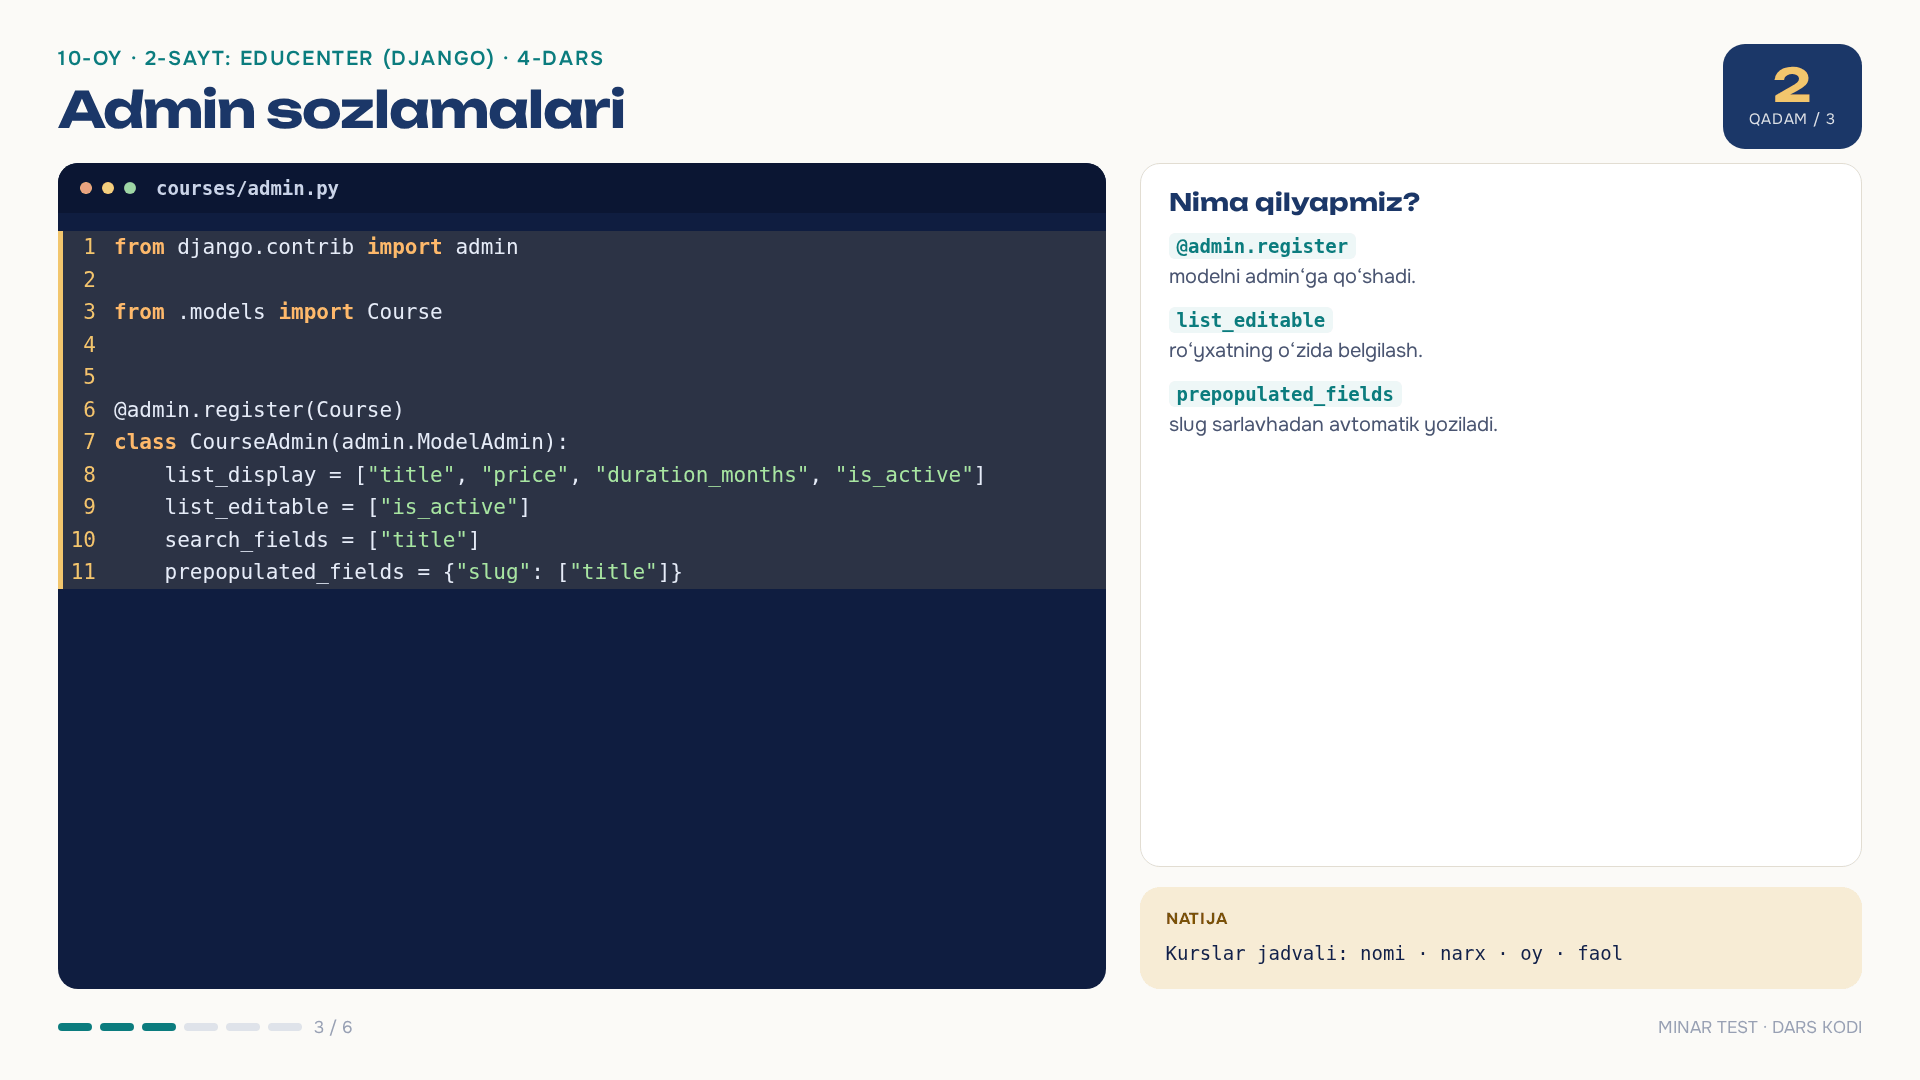 10-OY · 2-SAYT: EDUCENTER (DJANGO) · 4-DARS
Admin sozlamalari
2
QADAM / 3
courses/admin.py
1 from django.contrib import admin
2
3 from .models import Course
4
5
6 @admin.register(Course)
7 class CourseAdmin(admin.ModelAdmin):
8     list_display = ["title", "price", "duration_months", "is_active"]
9     list_editable = ["is_active"]
10     search_fields = ["title"]
11     prepopulated_fields = {"slug": ["title"]}
Nima qilyapmiz?
@admin.register
modelni admin‘ga qo‘shadi.
list_editable
ro‘yxatning o‘zida belgilash.
prepopulated_fields
slug sarlavhadan avtomatik yoziladi.
NATIJA
Kurslar jadvali: nomi · narx · oy · faol
3 / 6
MINAR TEST · DARS KODI